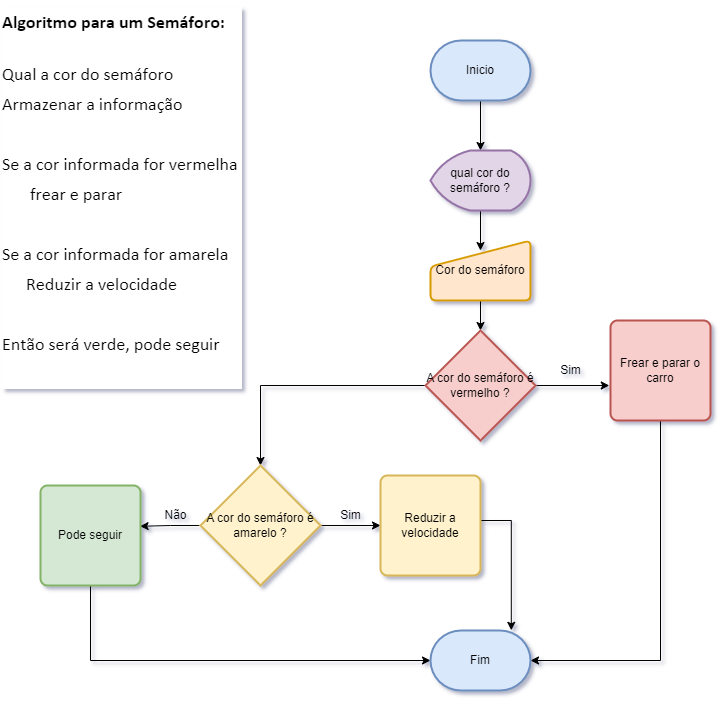 Algoritmo para um Semáforo:
Qual a cor do semáforo
Armazenar a informação
Se a cor informada for vermelha
frear e parar
Se a cor informada for amarela
Reduzir a velocidade
Então será verde, pode seguir
Inicio
qual cor do
semáforo ?
Cor do semáforo
A cor do semáforo é
vermelho ?
Sim
Frear e parar o
carro
A cor do semáforo é
amarelo ?
Não
Pode seguir
Sim
Reduzir a
velocidade
Fim